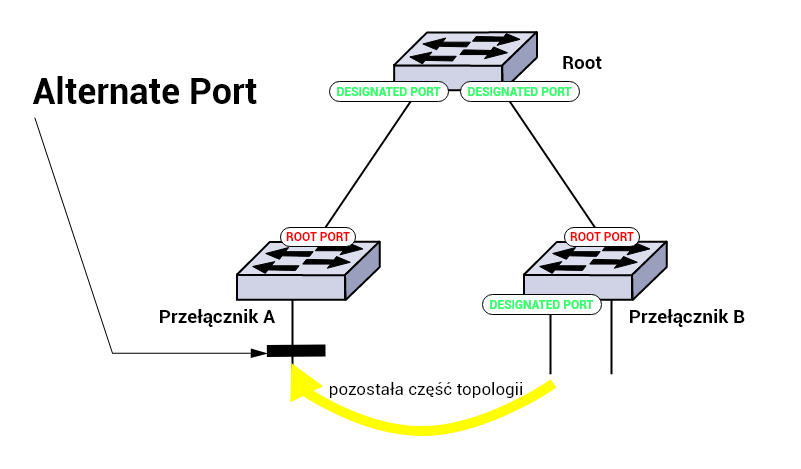 Root
Alternate Port
DESIGNATED PORT
DESIGNATED PORT
ROOT PORT
ROOT PORT
DESIGNATED PORT
Przełącznik A
Przełącznik B
pozostała część topologii